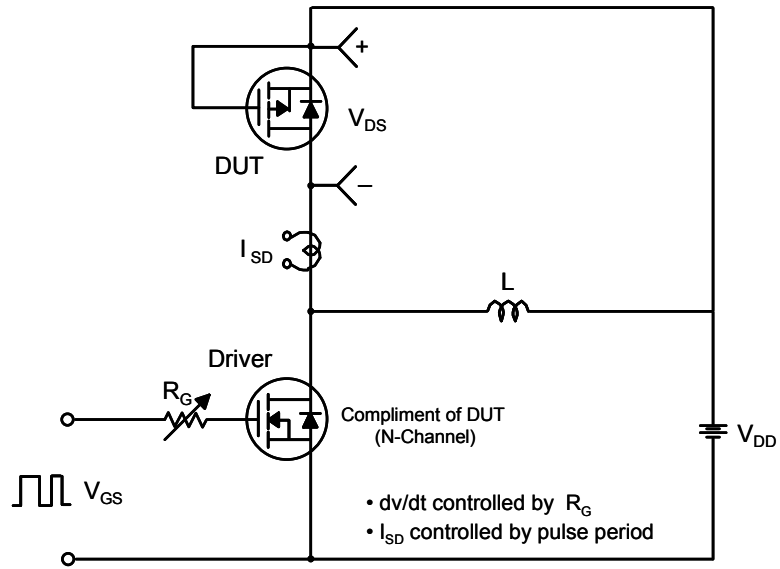 +
V_DS
DUT
−
I_SD
L
Driver
R_G
Compliment of DUT
(N-Channel)
V_DD
V_GS
• dv/dt controlled by R_G
• I_SD controlled by pulse period